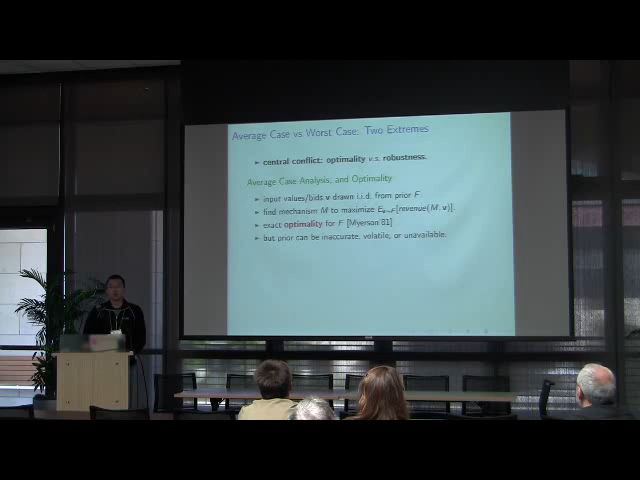 Average Case vs Worst Case: Two Extremes
▸ central conflict: optimality v.s. robustness.
Average Case Analysis, and Optimality
▸ input values/bids v drawn i.i.d. from prior F
▸ find mechanism M to maximize E_{v∼F}[revenue(M, v)].
▸ exact optimality for F [Myerson'81]
▸ but prior can be inaccurate, volatile, or unavailable.